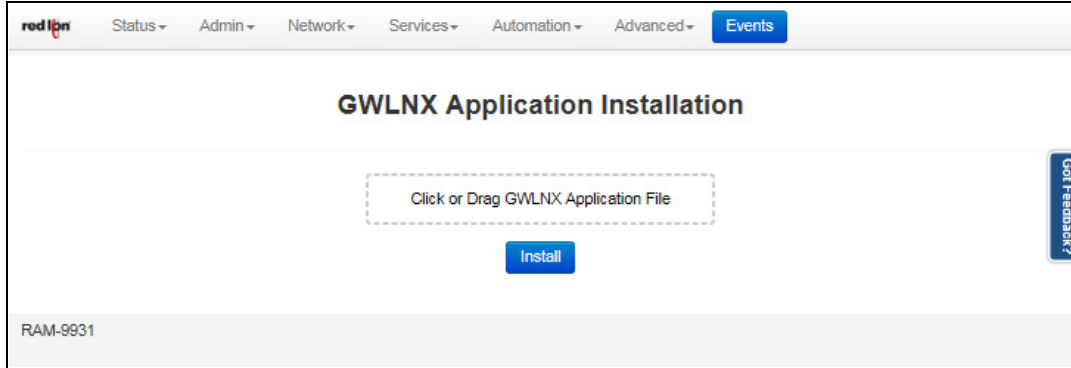 red lion Status Admin Network Services Automation Advanced Events
GWLNX Application Installation
Click or Drag GWLNX Application File
Install
Got Feedback?
RAM-9931